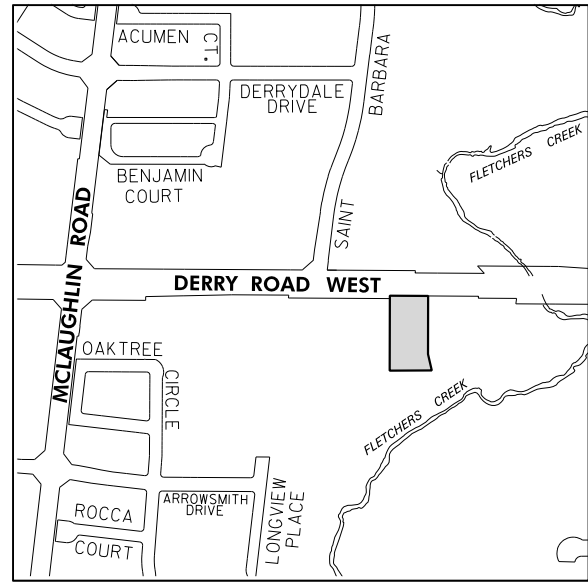 ACUMEN
CT.
BARBARA
DERRYDALE
DRIVE
FLETCHERS CREEK
BENJAMIN
COURT
SAINT
MCLAUGHLIN ROAD
DERRY ROAD WEST
OAKTREE
CIRCLE
FLETCHERS CREEK
ARROWSMITH
DRIVE
LONGVIEW
PLACE
ROCCA
COURT